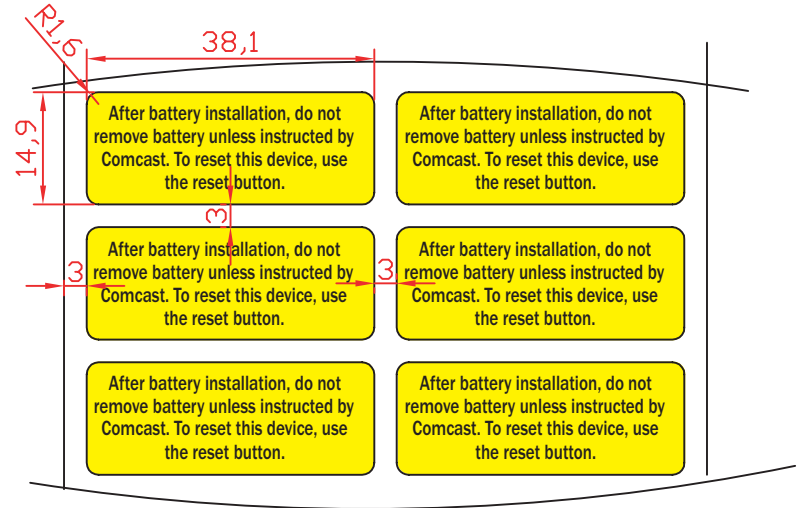 R1,6
38,1
14,9
After battery installation, do not
remove battery unless instructed by
Comcast. To reset this device, use
the reset button.
After battery installation, do not
remove battery unless instructed by
Comcast. To reset this device, use
the reset button.
3
3
3
After battery installation, do not
remove battery unless instructed by
Comcast. To reset this device, use
the reset button.
After battery installation, do not
remove battery unless instructed by
Comcast. To reset this device, use
the reset button.
After battery installation, do not
remove battery unless instructed by
Comcast. To reset this device, use
the reset button.
After battery installation, do not
remove battery unless instructed by
Comcast. To reset this device, use
the reset button.